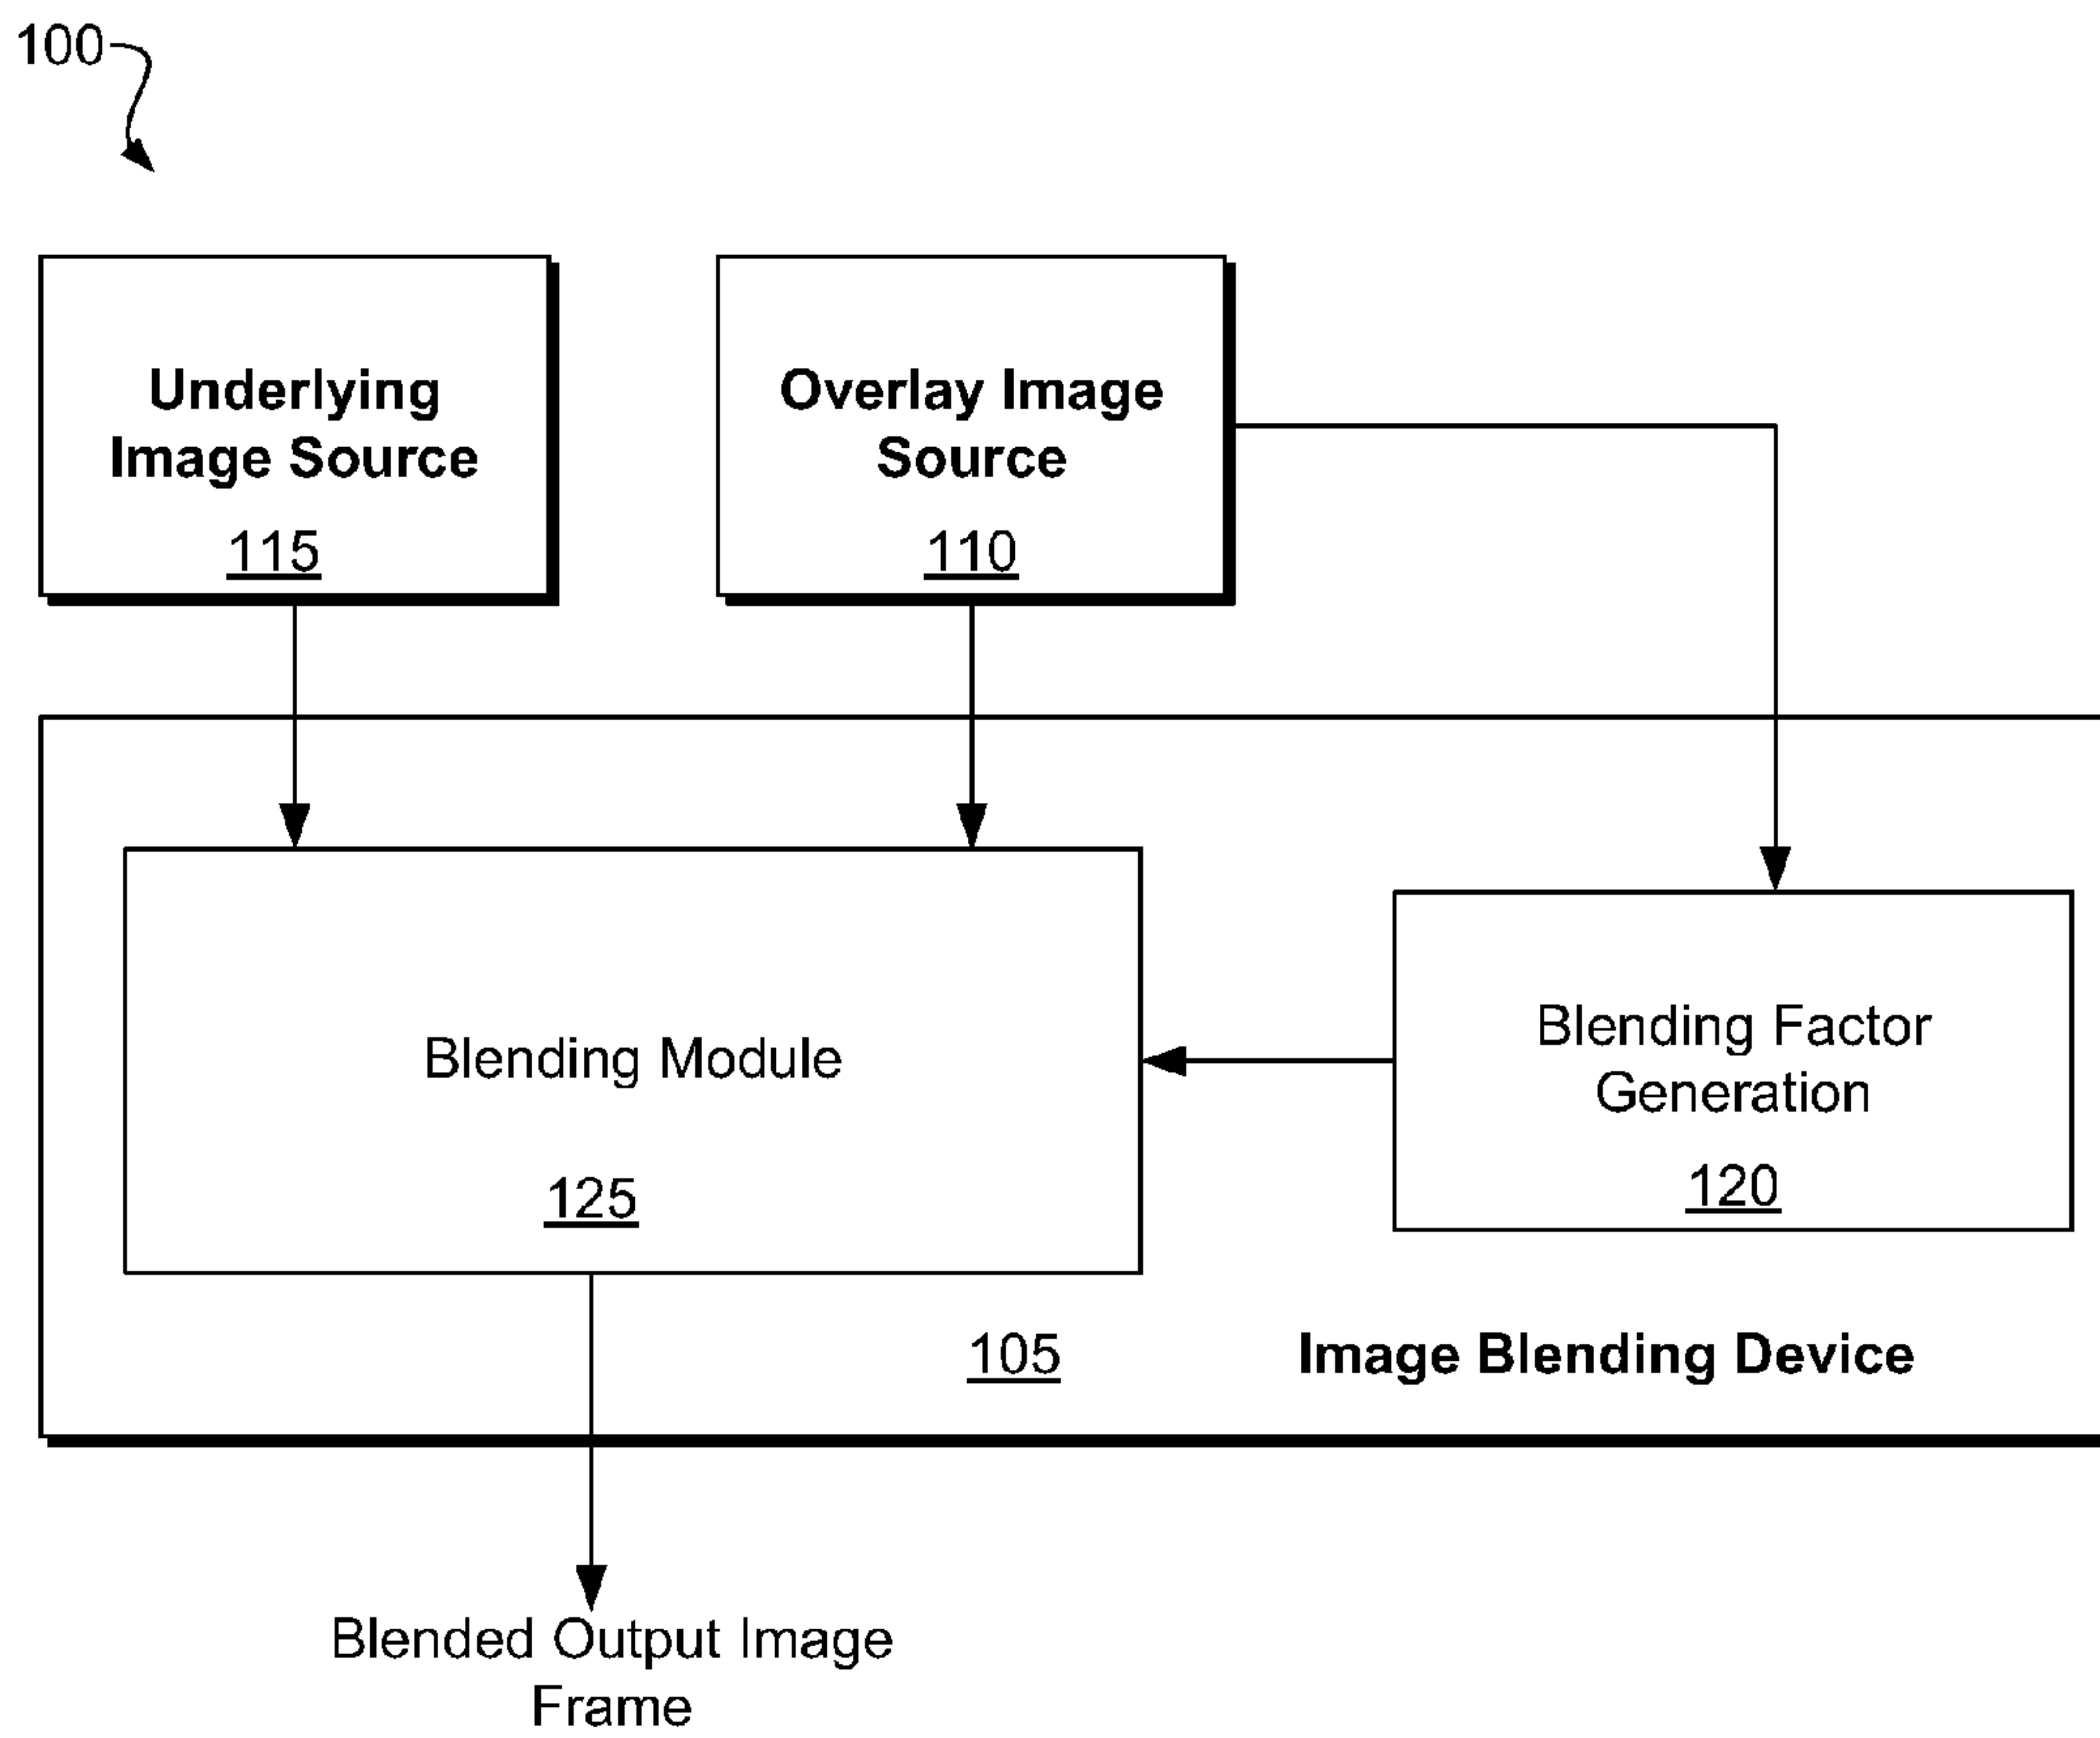 100
Underlying
Image Source
115
Overlay Image
Source
110
Blending Module
125
Blending Factor
Generation
120
105
Image Blending Device
Blended Output Image
Frame